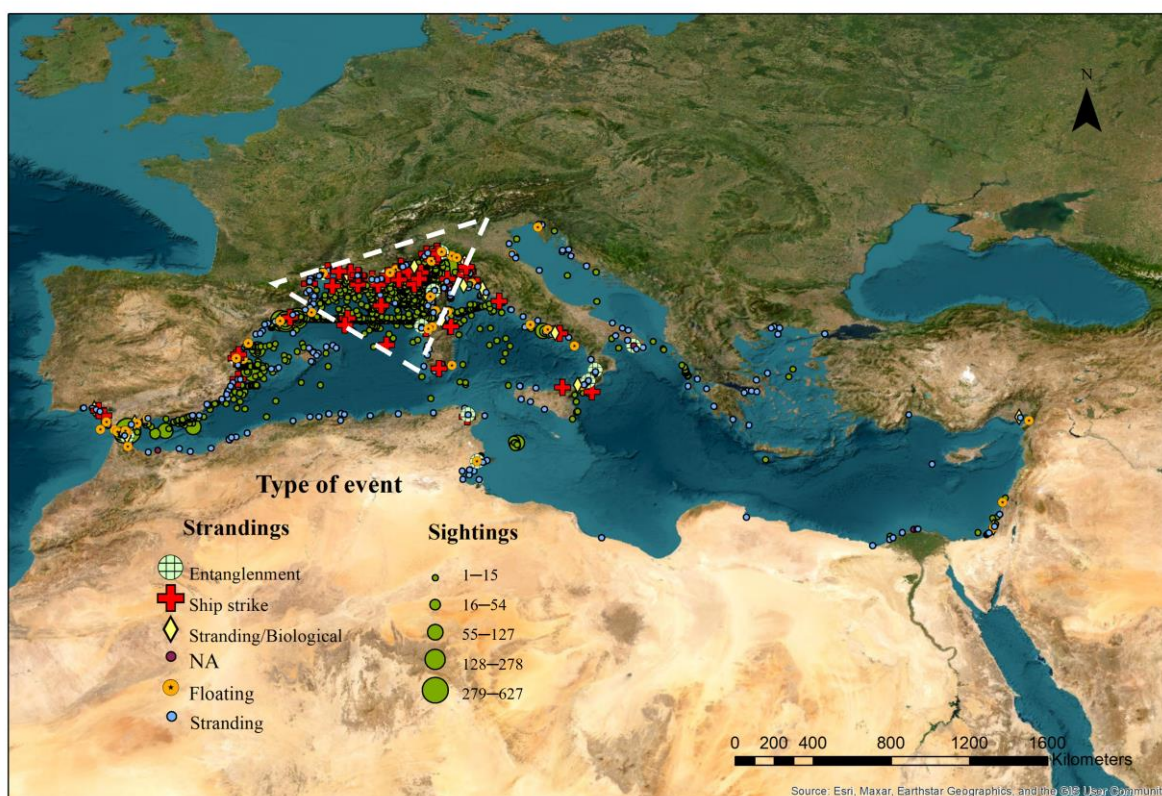 N
Type of event
Strandings
Entanglenment
Ship strike
Stranding/Biological
NA
Floating
Stranding
Sightings
1–15
16–54
55–127
128–278
279–627
0 200 400 800 1200 1600
Kilometers
Source: Esri, Maxar, Earthstar Geographics, and the GIS User Communit